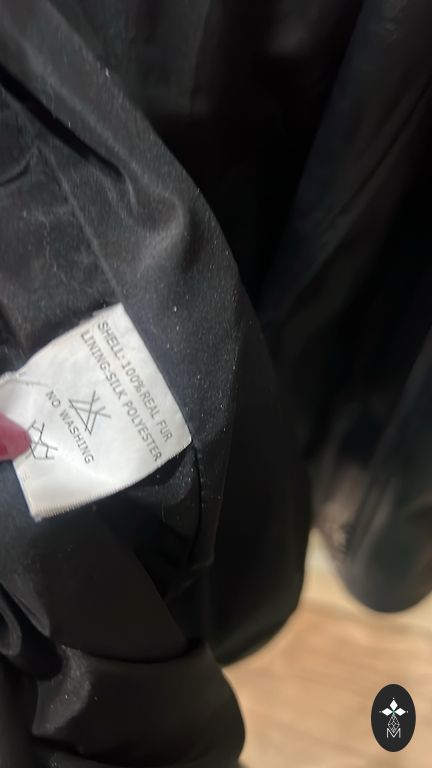 SHELL:100%REAL FUR
LINING-SILK POLYESTER
NO WASHING
M